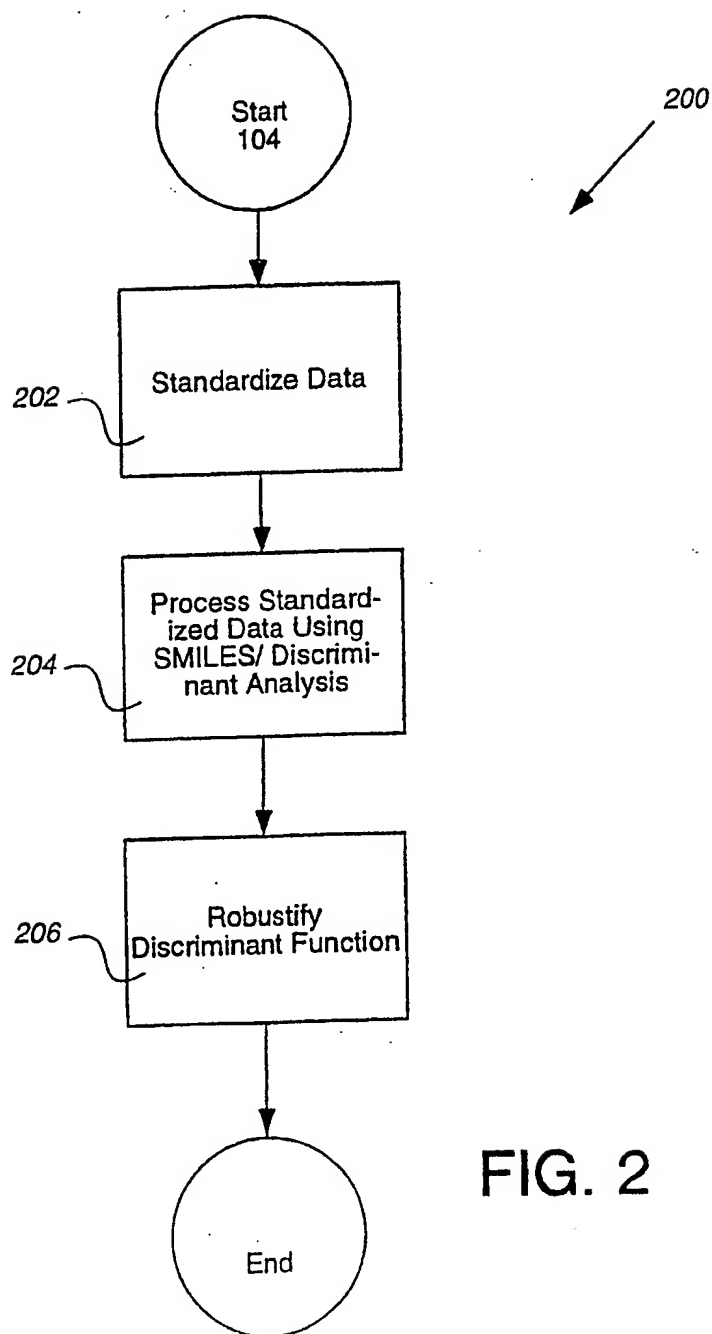 Start
104
200
Standardize Data
202
Process Standard-
ized Data Using
SMILES/ Discrimi-
nant Analysis
204
Robustify
Discriminant Function
206
End
FIG. 2